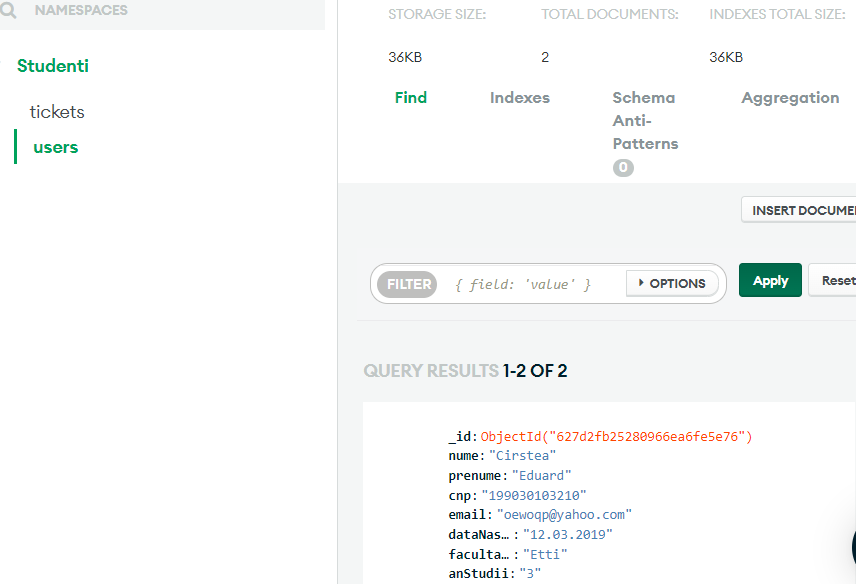 NAMESPACES
Studenti
tickets
users
STORAGE SIZE: TOTAL DOCUMENTS: INDEXES TOTAL SIZE:
36KB 2 36KB
Find Indexes Schema Anti-Patterns 0 Aggregation
INSERT DOCUME
FILTER { field: 'value' } OPTIONS Apply Reset
QUERY RESULTS 1-2 OF 2
_id: ObjectId("627d2fb25280966ea6fe5e76")
nume: "Cirstea"
prenume: "Eduard"
cnp: "199030103210"
email: "oewoqp@yahoo.com"
dataNas… : "12.03.2019"
faculta… : "Etti"
anStudii: "3"